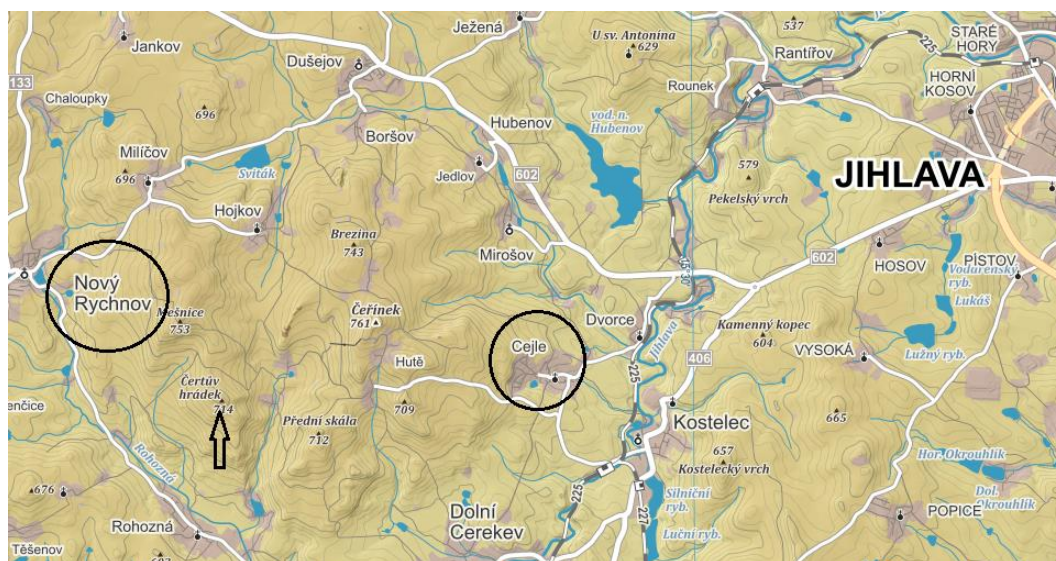 Jankov
Ježená
U sv. Antonína
629
537
Rantířov
225
STARÉ
HORY
Dušejov
133
Chaloupky
696
Boršov
Rounek
HORNÍ
KOSOV
Hubenov
vod. n.
Hubenov
579
Milíčov
696
Sviták
Jedlov
602
Pekelský vrch
JIHLAVA
Hojkov
Březina
743
Mirošov
HOSOV
PÍSTOV
602
Nový
Rychnov
Mešnice
753
Čeřínek
761
Vodárenský
ryb.
Lukáš
Dvorce
Jihlava
Kamenný kopec
604
Cejle
Hutě
VYSOKÁ
Lužný ryb.
406
225
Čertův
hrádek
714
Přední skála
712
709
Kostelec
665
enčice
Rohozná
657
Kostelecký vrch
Hor. Okrouhlík
676
225
Silniční
ryb.
Dol.
Okrouhlík
Rohozná
Dolní
Cerekev
227
POPICE
Luční ryb.
Těšenov